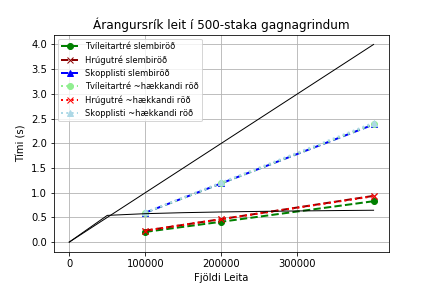 Árangursrík leit í 500-staka gagnagrindum
Tími (s)
4.0
3.5
3.0
2.5
2.0
1.5
1.0
0.5
0.0
Tvíleitartré slembiröð
Hrúgutré slembiröð
Skopplisti slembiröð
Tvíleitartré ~hækkandi röð
Hrúgutré ~hækkandi röð
Skopplisti ~hækkandi röð
0 100000 200000 300000
Fjöldi Leita